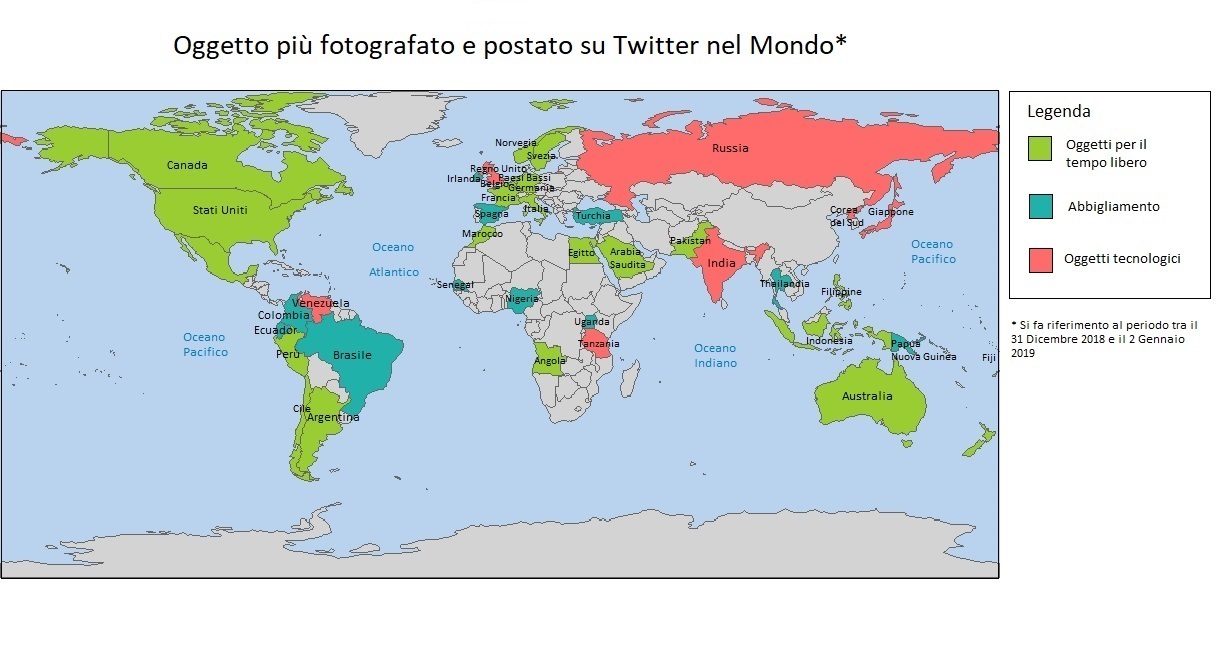 Oggetto più fotografato e postato su Twitter nel Mondo*
Legenda
Oggetti per il
tempo libero
Abbigliamento
Oggetti tecnologici
* Si fa riferimento al periodo tra il
31 Dicembre 2018 e il 2 Gennaio
2019
Canada
Stati Uniti
Oceano
Atlantico
Oceano
Pacifico
Venezuela
Colombia
Ecuador
Perù
Brasile
Cile
Argentina
Norvegia
Svezia
Regno Unito
Irlanda
Paesi Bassi
Belgio
Germania
Francia
Italia
Spagna
Turchia
Marocco
Egitto
Arabia
Saudita
Senegal
Nigeria
Uganda
Tanzania
Angola
Russia
Pakistan
India
Corea
del Sud
Giappone
Oceano
Pacifico
Thailandia
Filippine
Indonesia
Papua
Nuova Guinea
Fiji
Oceano
Indiano
Australia